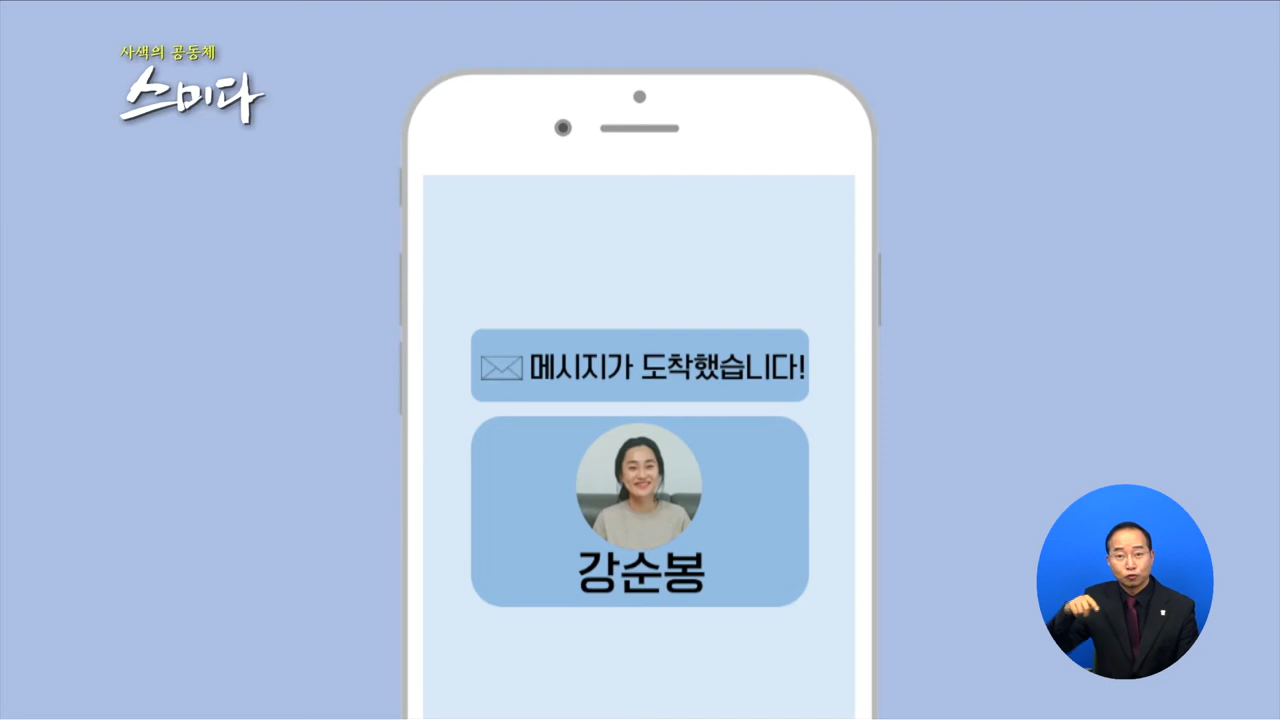 사색의 공동체
스미다
메시지가 도착했습니다!
강순봉